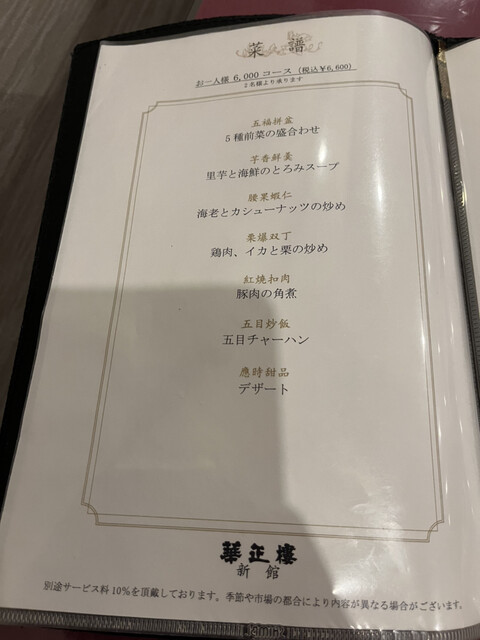 菜譜
お一人様 6,000 コース (税込¥6,600)
2名様より承ります
五福拼盆
5種前菜の盛合わせ
芋香鮮羹
里芋と海鮮のとろみスープ
腰果蝦仁
海老とカシューナッツの炒め
栗爆双丁
鶏肉、イカと栗の炒め
紅燒扣肉
豚肉の角煮
五目炒飯
五目チャーハン
應時甜品
デザート
華正樓
新館
別途サービス料10%を頂戴しております。季節や市場の都合により内容が異なる場合がございます。